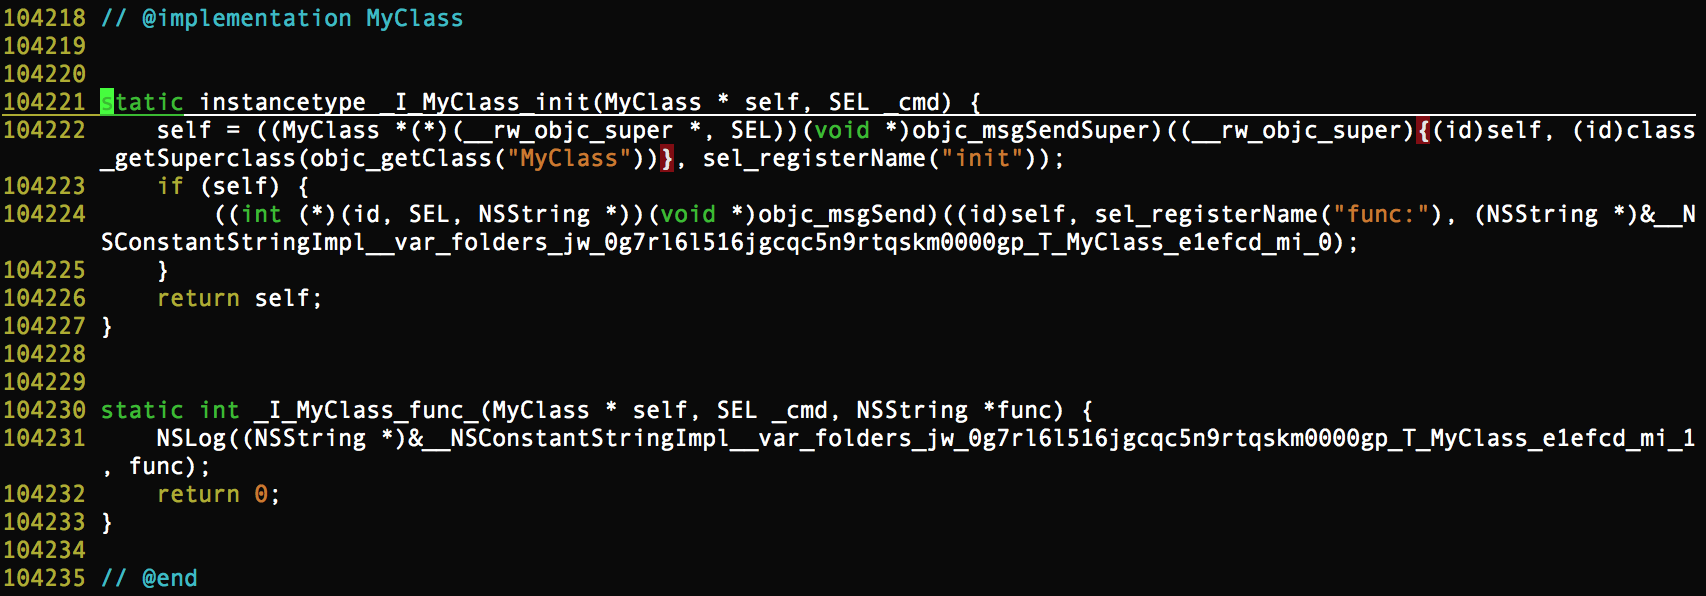 104218 // @implementation MyClass
104219
104220
104221 static instancetype _I_MyClass_init(MyClass * self, SEL _cmd) {
104222     self = ((MyClass *(*)(__rw_objc_super *, SEL))(void *)objc_msgSendSuper)((__rw_objc_super){(id)self, (id)class
_getSuperclass(objc_getClass("MyClass"))}, sel_registerName("init"));
104223     if (self) {
104224         ((int (*)(id, SEL, NSString *))(void *)objc_msgSend)((id)self, sel_registerName("func:"), (NSString *)&__N
SConstantStringImpl__var_folders_jw_0g7rl6l516jgcqc5n9rtqskm0000gp_T_MyClass_e1efcd_mi_0);
104225     }
104226     return self;
104227 }
104228
104229
104230 static int _I_MyClass_func_(MyClass * self, SEL _cmd, NSString *func) {
104231     NSLog((NSString *)&__NSConstantStringImpl__var_folders_jw_0g7rl6l516jgcqc5n9rtqskm0000gp_T_MyClass_e1efcd_mi_1
, func);
104232     return 0;
104233 }
104234
104235 // @end